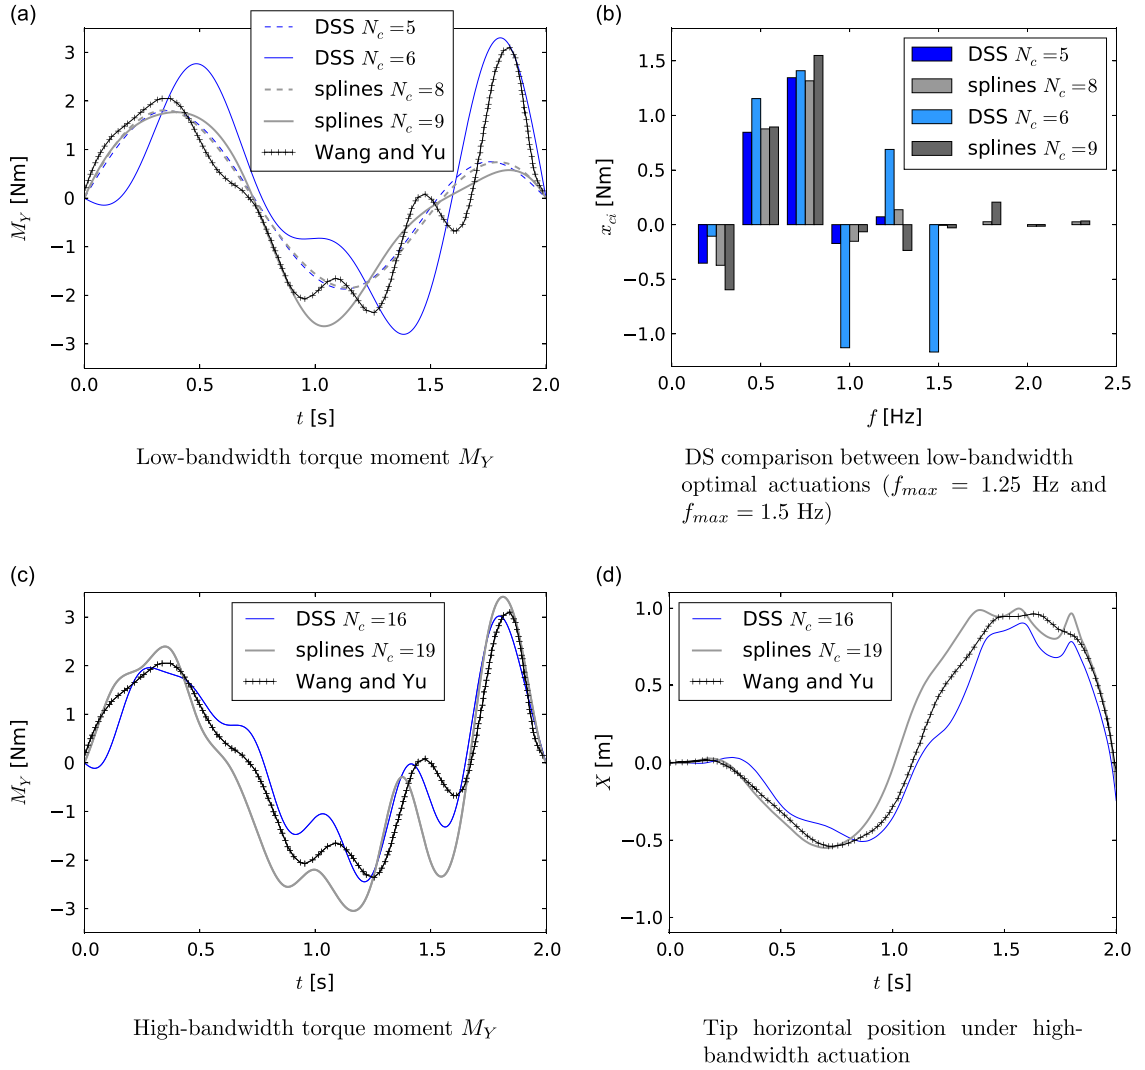 (a)
DSS N_c = 5
DSS N_c = 6
splines N_c = 8
splines N_c = 9
Wang and Yu
3
2
1
0
−1
−2
−3
M_Y [Nm]
0.0 0.5 1.0 1.5 2.0
t [s]
Low-bandwidth torque moment M_Y
(b)
DSS N_c = 5
splines N_c = 8
DSS N_c = 6
splines N_c = 9
1.5
1.0
0.5
0.0
−0.5
−1.0
x_{ci} [Nm]
0.0 0.5 1.0 1.5 2.0 2.5
f [Hz]
DS comparison between low-bandwidth
optimal actuations (f_{max} = 1.25 Hz and
f_{max} = 1.5 Hz)
(c)
DSS N_c = 16
splines N_c = 19
Wang and Yu
3
2
1
0
−1
−2
−3
M_Y [Nm]
0.0 0.5 1.0 1.5 2.0
t [s]
High-bandwidth torque moment M_Y
(d)
DSS N_c = 16
splines N_c = 19
Wang and Yu
1.0
0.5
0.0
−0.5
−1.0
X [m]
0.0 0.5 1.0 1.5 2.0
t [s]
Tip horizontal position under high-
bandwidth actuation